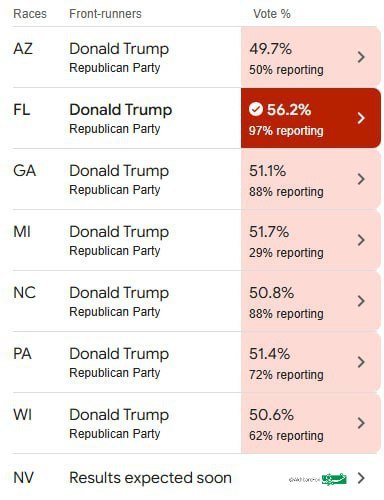 Races Front-runners Vote %
AZ Donald Trump 49.7%
Republican Party 50% reporting
FL Donald Trump 56.2%
Republican Party 97% reporting
GA Donald Trump 51.1%
Republican Party 88% reporting
MI Donald Trump 51.7%
Republican Party 29% reporting
NC Donald Trump 50.8%
Republican Party 88% reporting
PA Donald Trump 51.4%
Republican Party 72% reporting
WI Donald Trump 50.6%
Republican Party 62% reporting
NV Results expected soon